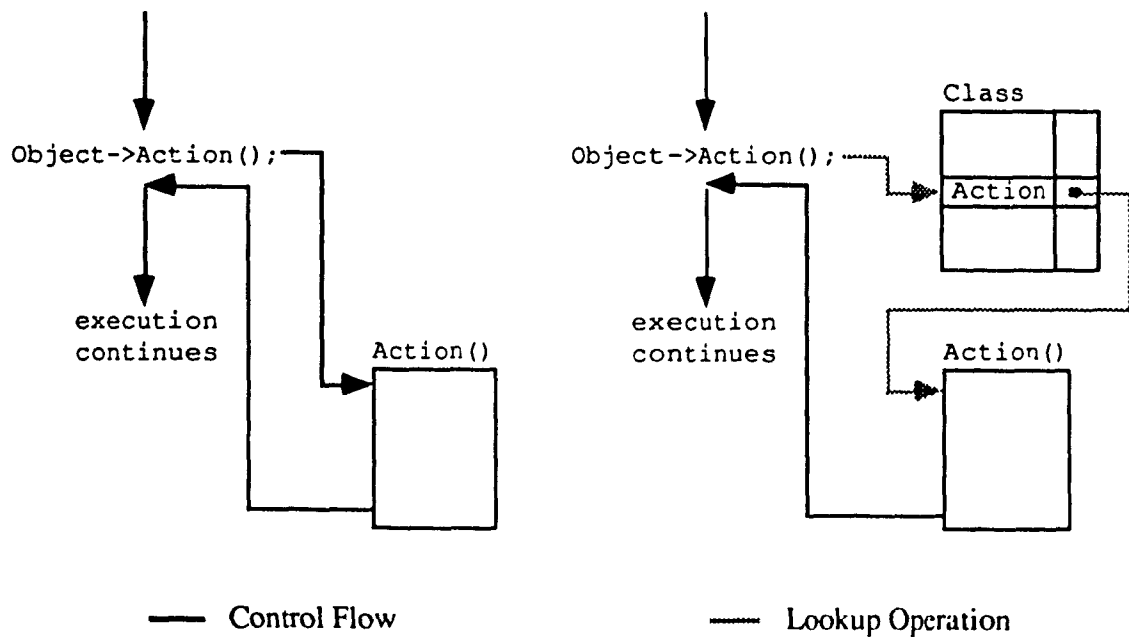 Object->Action();
execution
continues
Action()
Object->Action();
Class
Action
execution
continues
Action()
Control Flow
Lookup Operation